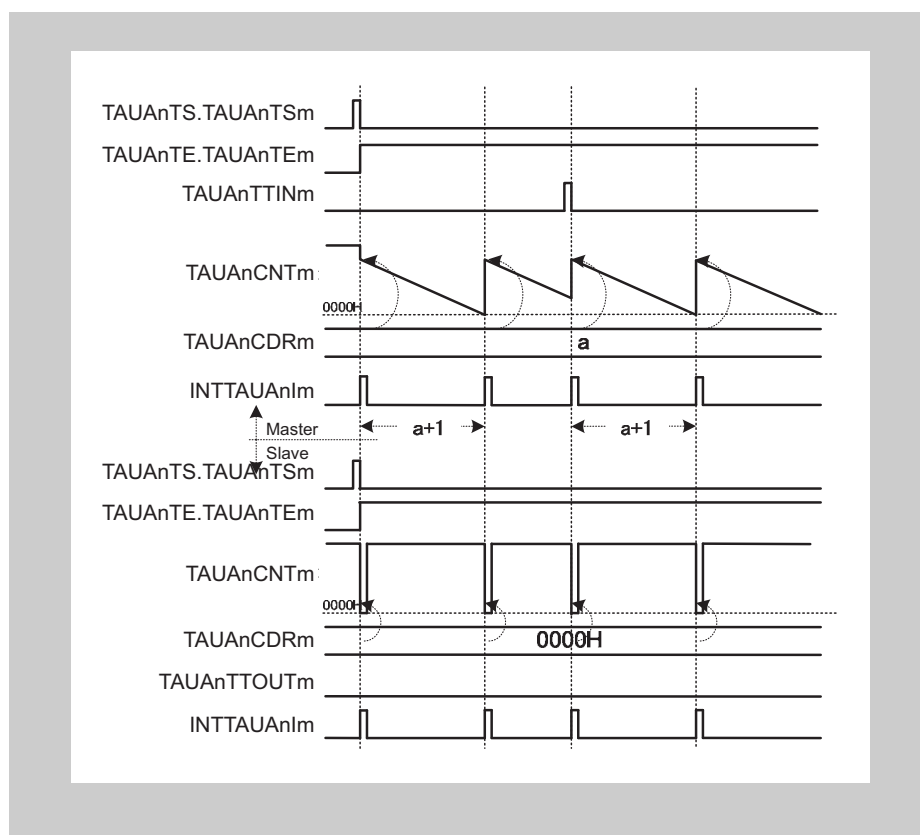 TAUAnTS.TAUAnTSm
TAUAnTE.TAUAnTEm
TAUAnTTINm
TAUAnCNTm
0000H
TAUAnCDRm
a
INTTAUAnIm
a+1
a+1
Master
Slave
TAUAnTS.TAUAnTSm
TAUAnTE.TAUAnTEm
TAUAnCNTm
0000H
TAUAnCDRm
0000H
TAUAnTTOUTm
INTTAUAnIm